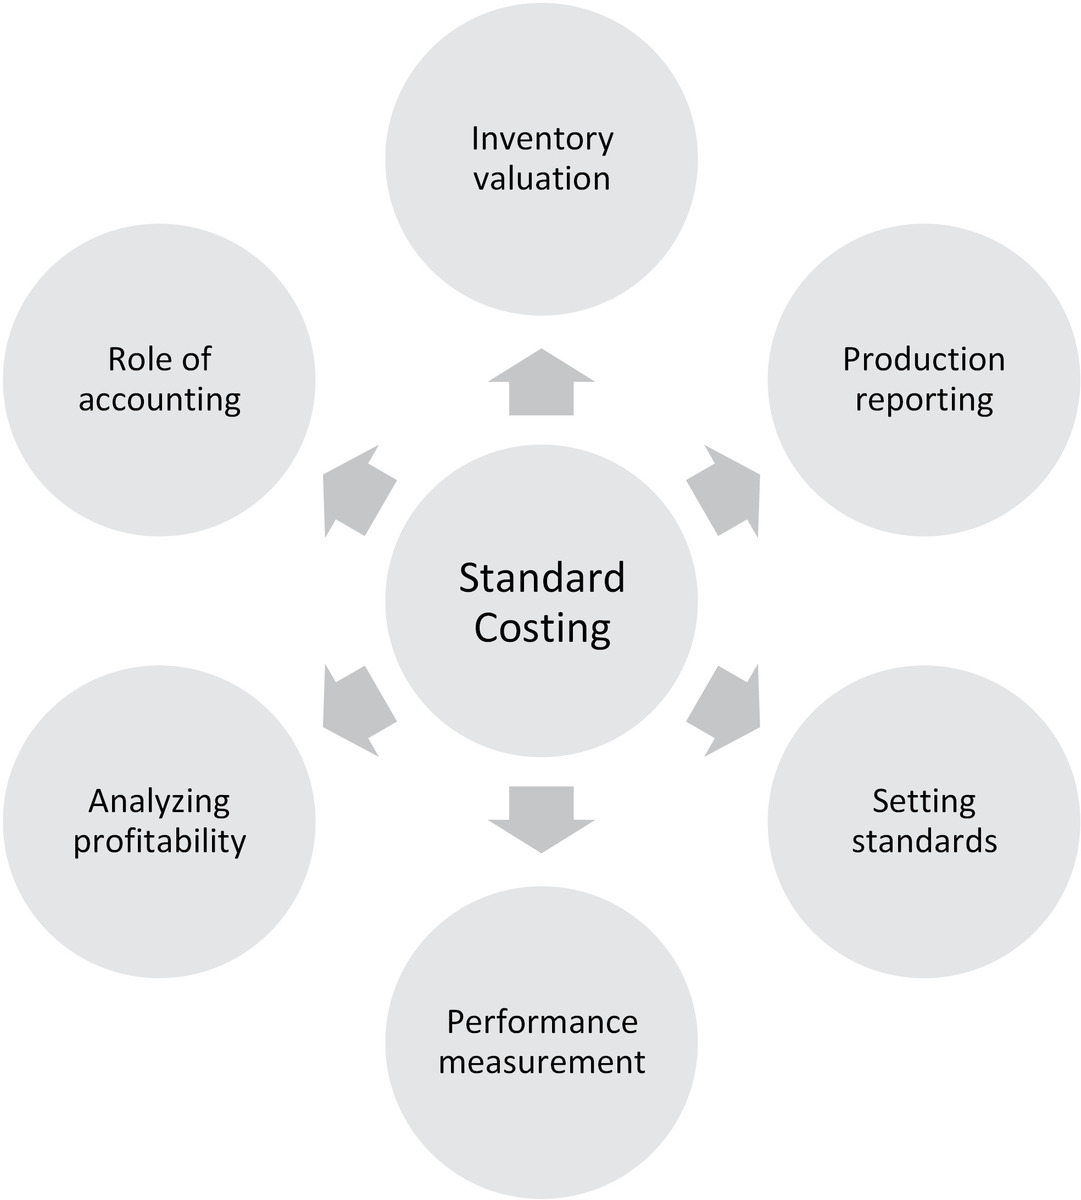 Inventory
valuation
Role of
accounting
Production
reporting
Standard
Costing
Analyzing
profitability
Setting
standards
Performance
measurement